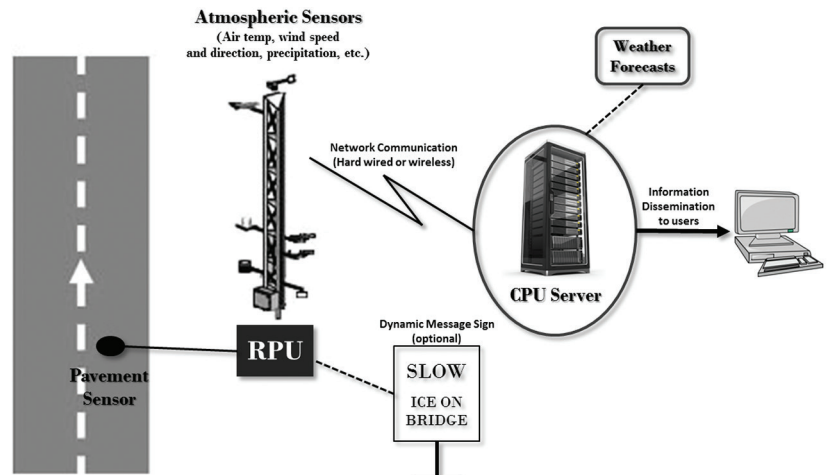 Atmospheric Sensors
(Air temp, wind speed
and direction, precipitation, etc.)
Weather
Forecasts
Network Communication
(Hard wired or wireless)
Information
Dissemination
to users
CPU Server
Dynamic Message Sign
(optional)
RPU
SLOW
ICE ON
BRIDGE
Pavement
Sensor